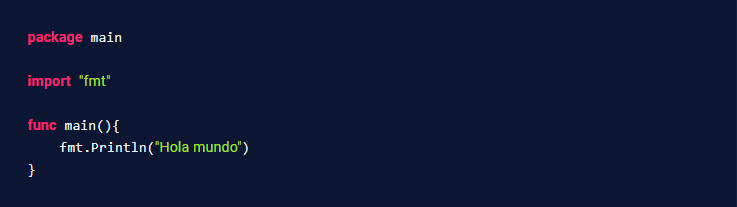 package main
import "fmt"
func main(){
fmt.Println("Hola mundo")
}